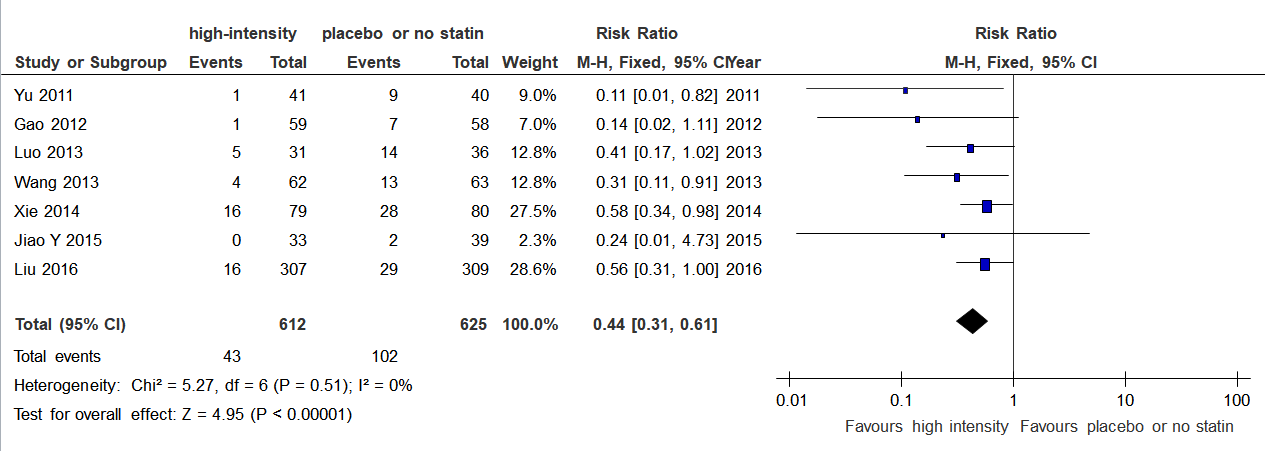 high-intensity placebo or no statin Risk Ratio Risk Ratio
Study or Subgroup Events Total Events Total Weight M-H, Fixed, 95% CI Year M-H, Fixed, 95% CI
Yu 2011 1 41 9 40 9.0% 0.11 [0.01, 0.82] 2011
Gao 2012 1 59 7 58 7.0% 0.14 [0.02, 1.11] 2012
Luo 2013 5 31 14 36 12.8% 0.41 [0.17, 1.02] 2013
Wang 2013 4 62 13 63 12.8% 0.31 [0.11, 0.91] 2013
Xie 2014 16 79 28 80 27.5% 0.58 [0.34, 0.98] 2014
Jiao Y 2015 0 33 2 39 2.3% 0.24 [0.01, 4.73] 2015
Liu 2016 16 307 29 309 28.6% 0.56 [0.31, 1.00] 2016
Total (95% CI) 612 625 100.0% 0.44 [0.31, 0.61]
Total events 43 102
Heterogeneity: Chi² = 5.27, df = 6 (P = 0.51); I² = 0%
Test for overall effect: Z = 4.95 (P < 0.00001)
0.01 0.1 1 10 100
Favours high intensity Favours placebo or no statin